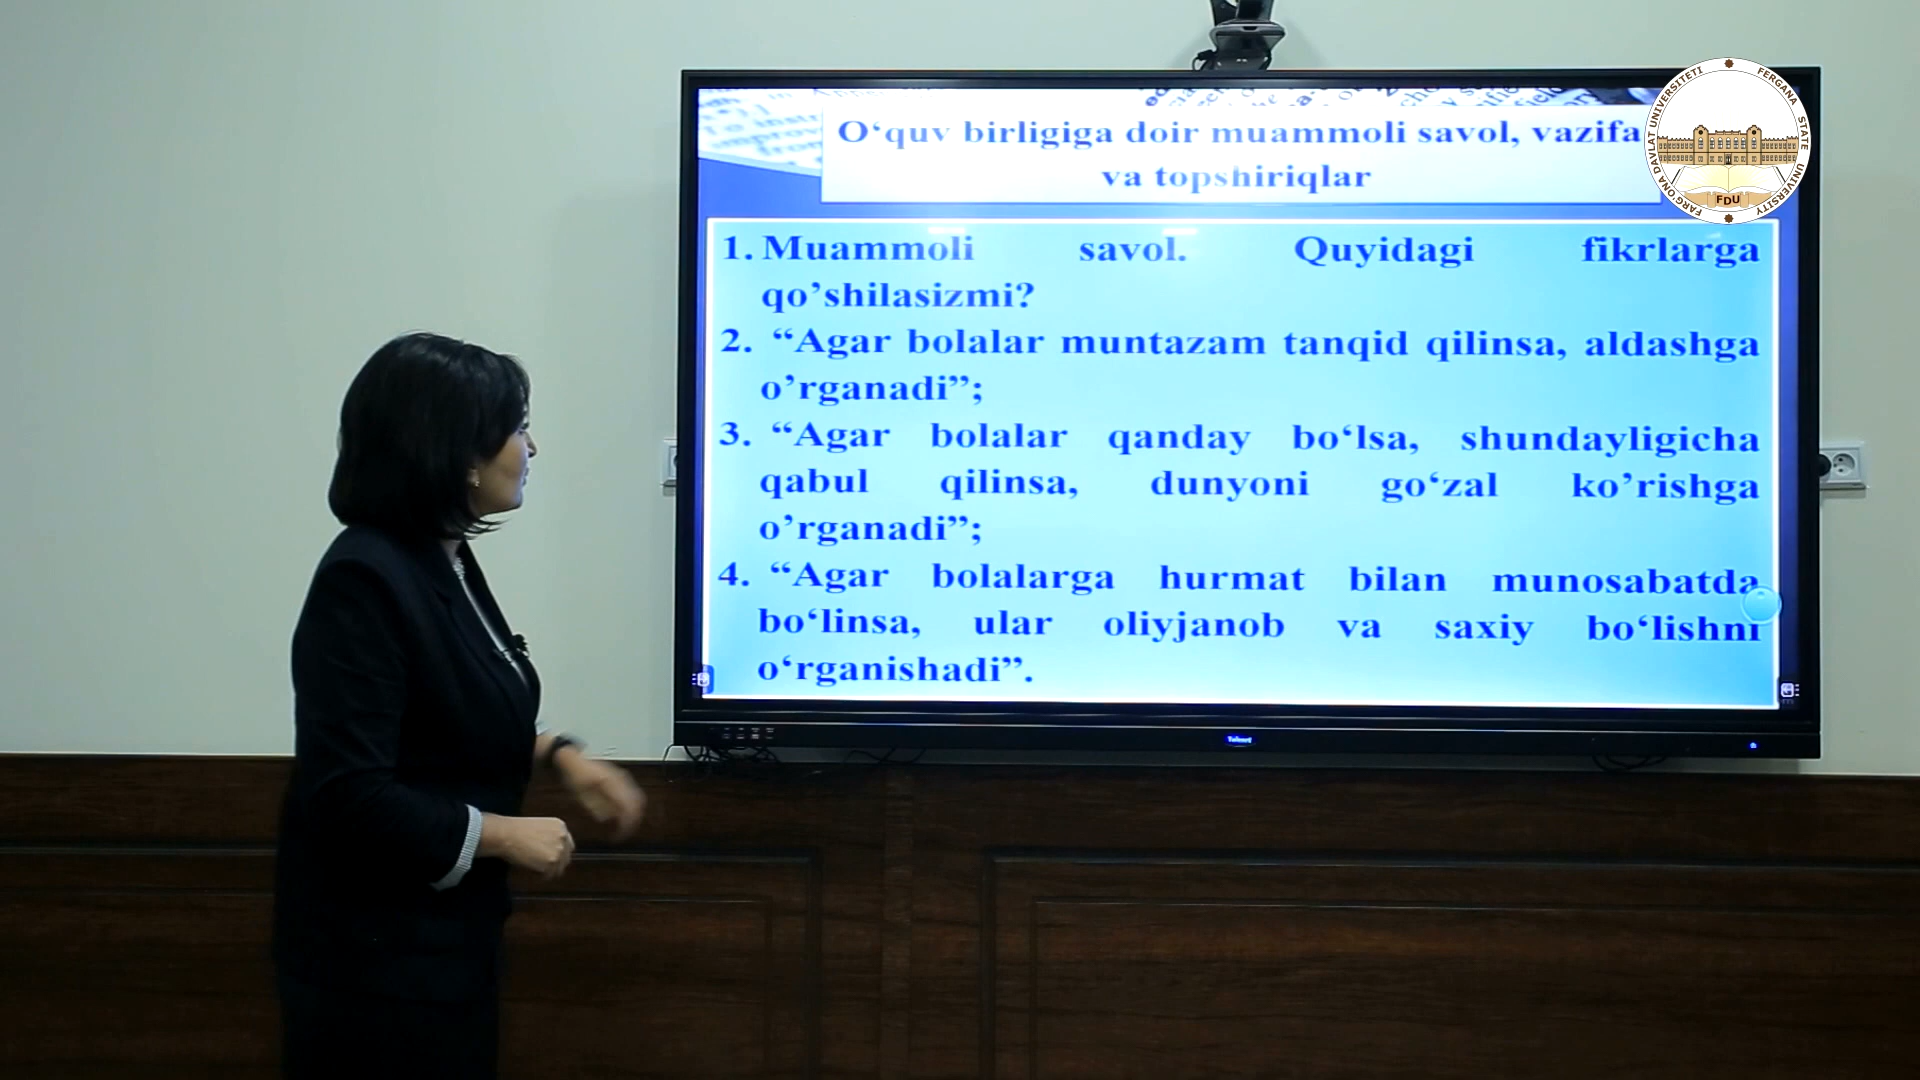 O‘quv birligiga doir muammoli savol, vazifa
va topshiriqlar
1. Muammoli savol. Quyidagi fikrlarga
qo’shilasizmi?
2. “Agar bolalar muntazam tanqid qilinsa, aldashga
o’rganadi”;
3. “Agar bolalar qanday bo‘lsa, shundayligicha
qabul qilinsa, dunyoni go‘zal ko’rishga
o’rganadi”;
4. “Agar bolalarga hurmat bilan munosabatda
bo‘linsa, ular oliyjanob va saxiy bo‘lishni
o‘rganishadi”.
FARG'ONA DAVLAT UNIVERSITETI
FERGANA STATE UNIVERSITY
FDU